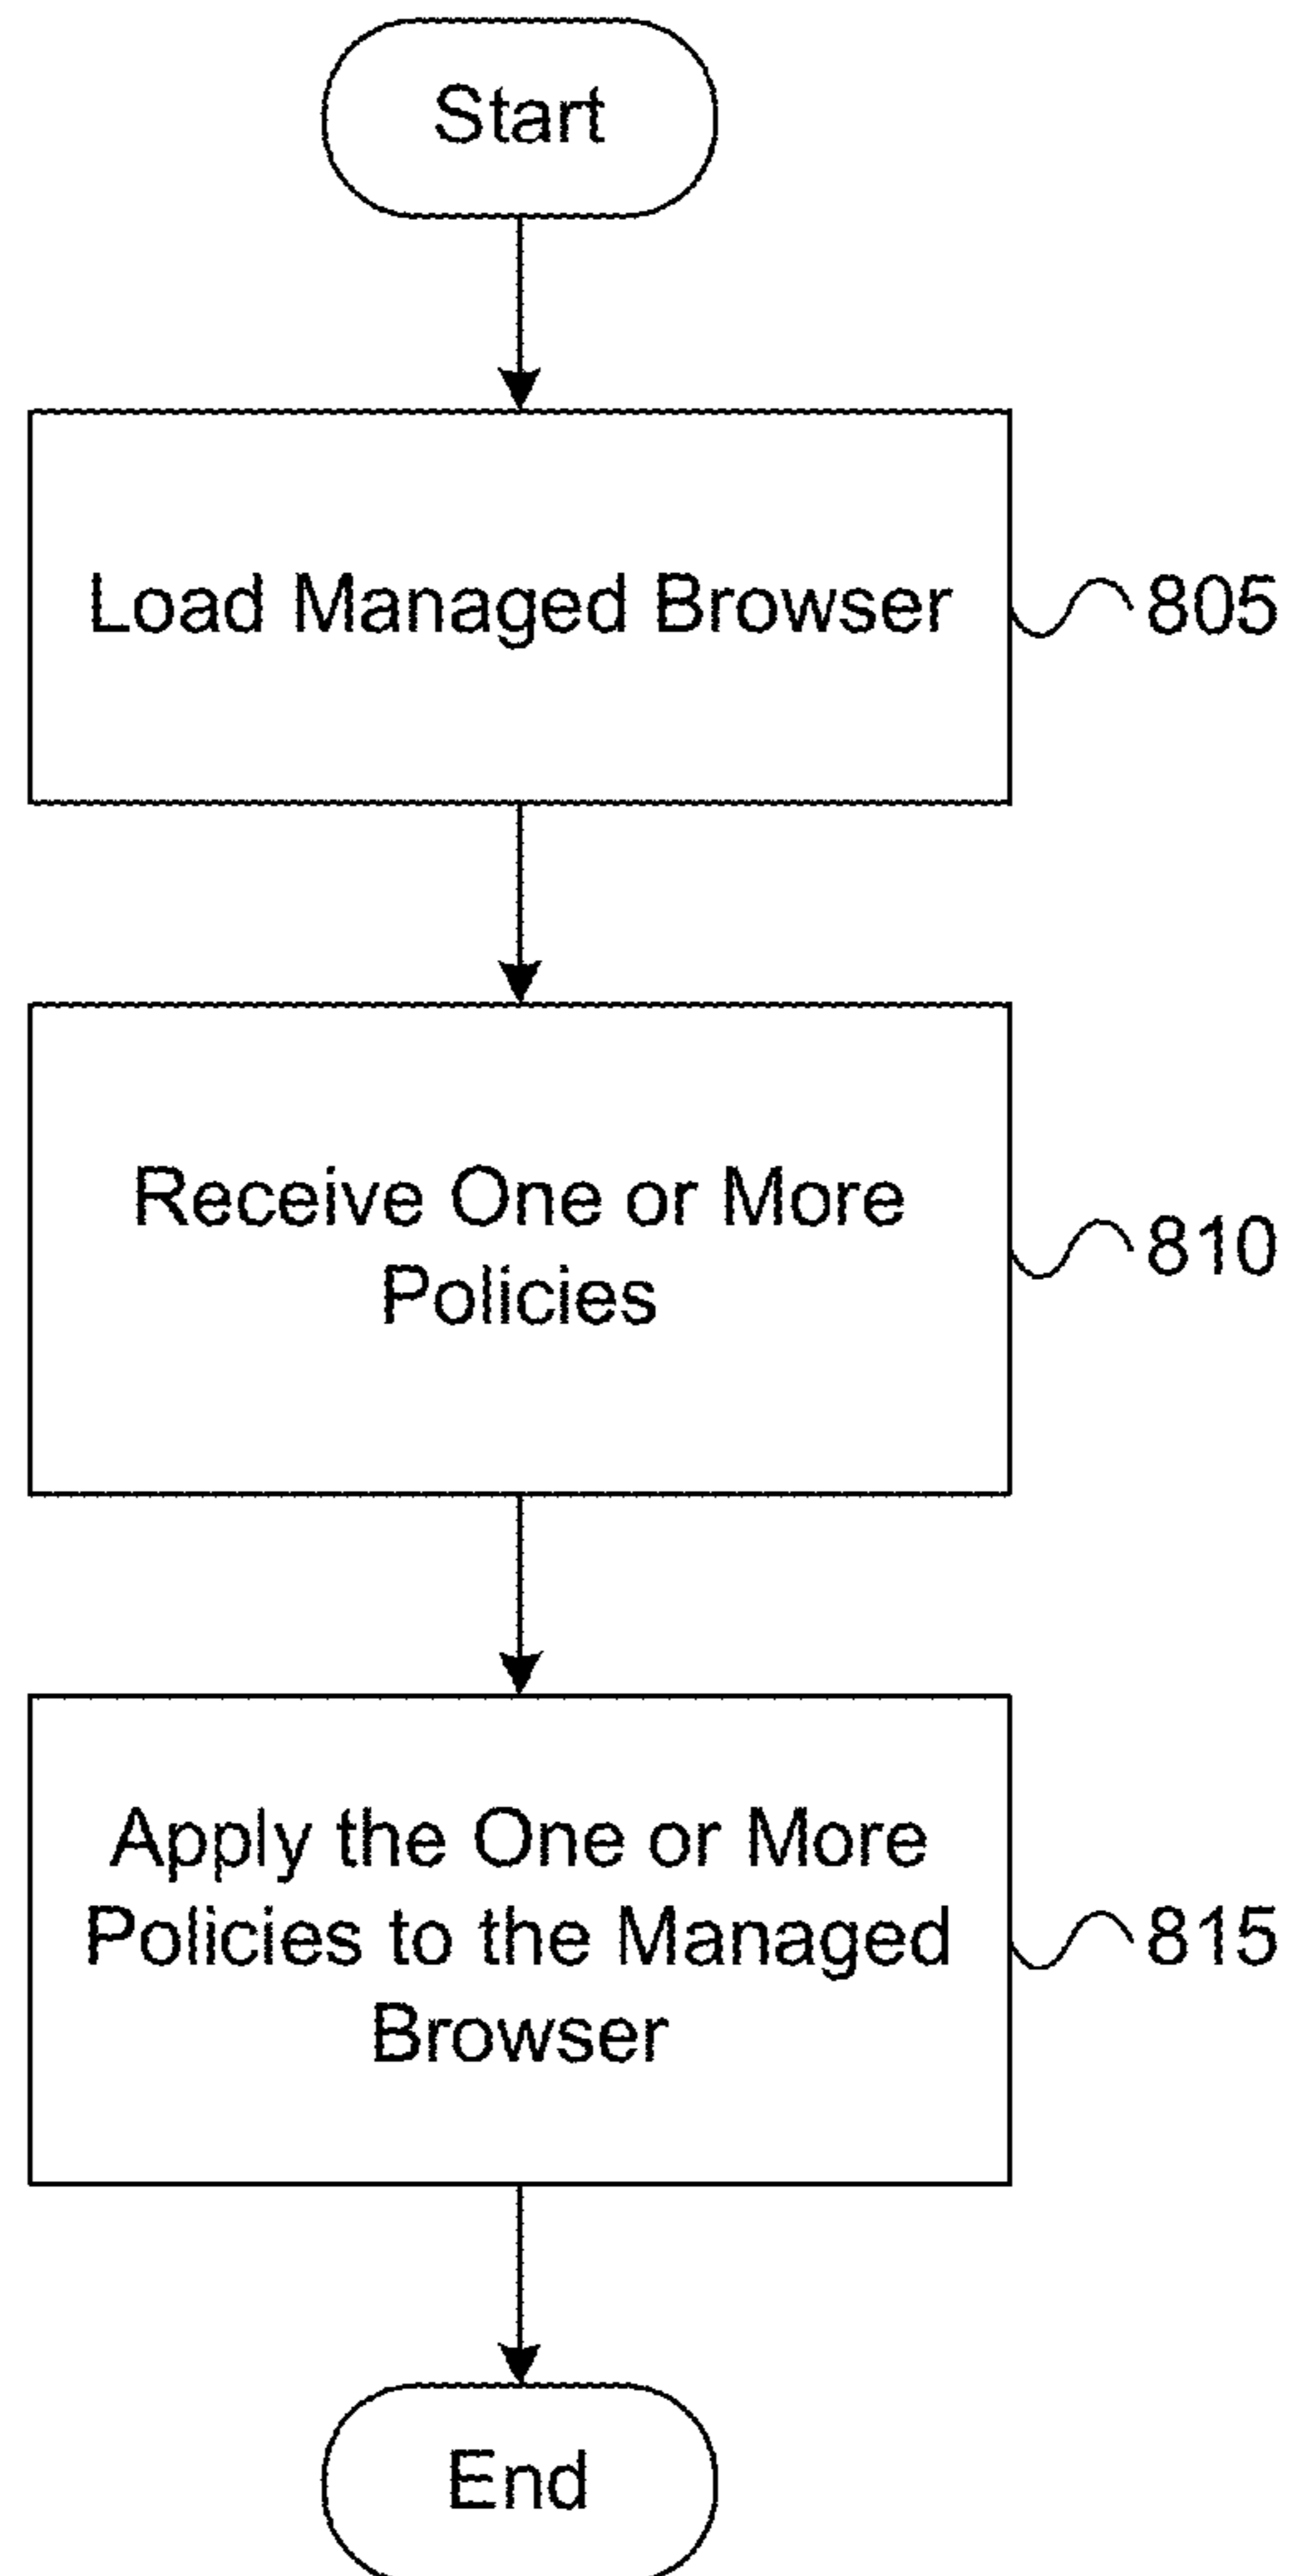 Start
Load Managed Browser
805
Receive One or More
Policies
810
Apply the One or More
Policies to the Managed
Browser
815
End